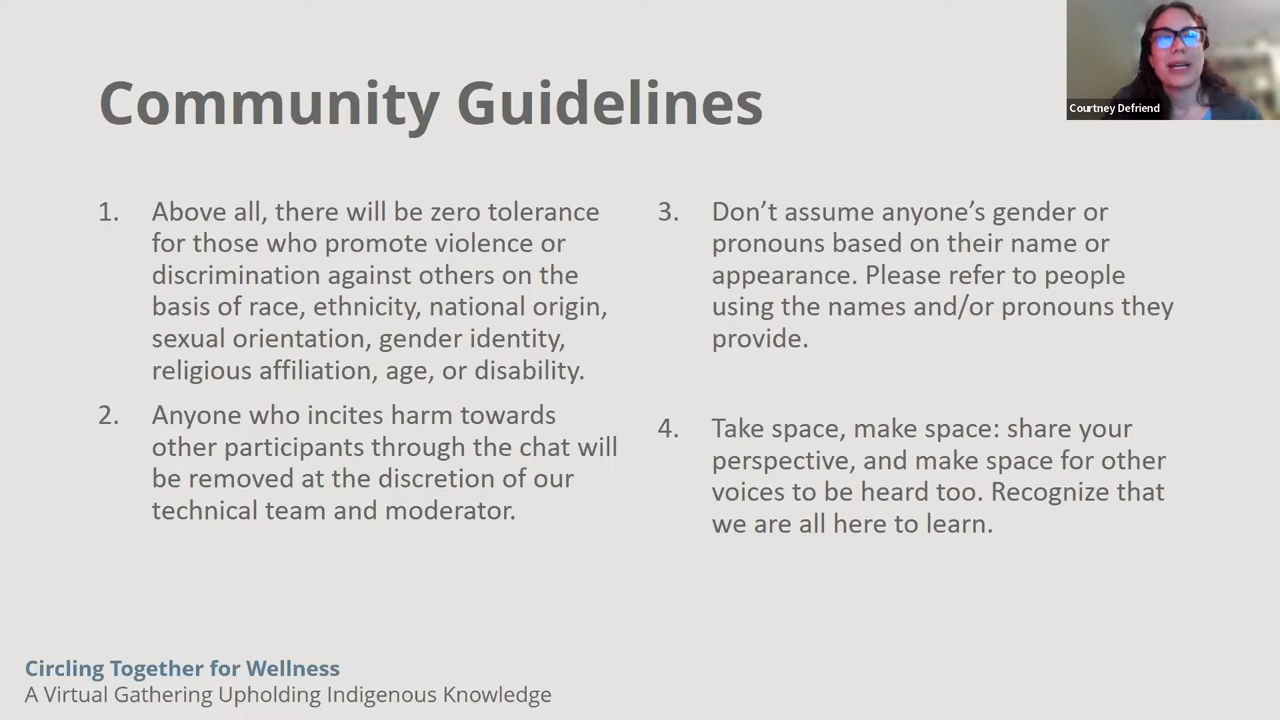 Community Guidelines
Courtney Defriend
1. Above all, there will be zero tolerance
for those who promote violence or
discrimination against others on the
basis of race, ethnicity, national origin,
sexual orientation, gender identity,
religious affiliation, age, or disability.
2. Anyone who incites harm towards
other participants through the chat will
be removed at the discretion of our
technical team and moderator.
3. Don’t assume anyone’s gender or
pronouns based on their name or
appearance. Please refer to people
using the names and/or pronouns they
provide.
4. Take space, make space: share your
perspective, and make space for other
voices to be heard too. Recognize that
we are all here to learn.
Circling Together for Wellness
A Virtual Gathering Upholding Indigenous Knowledge